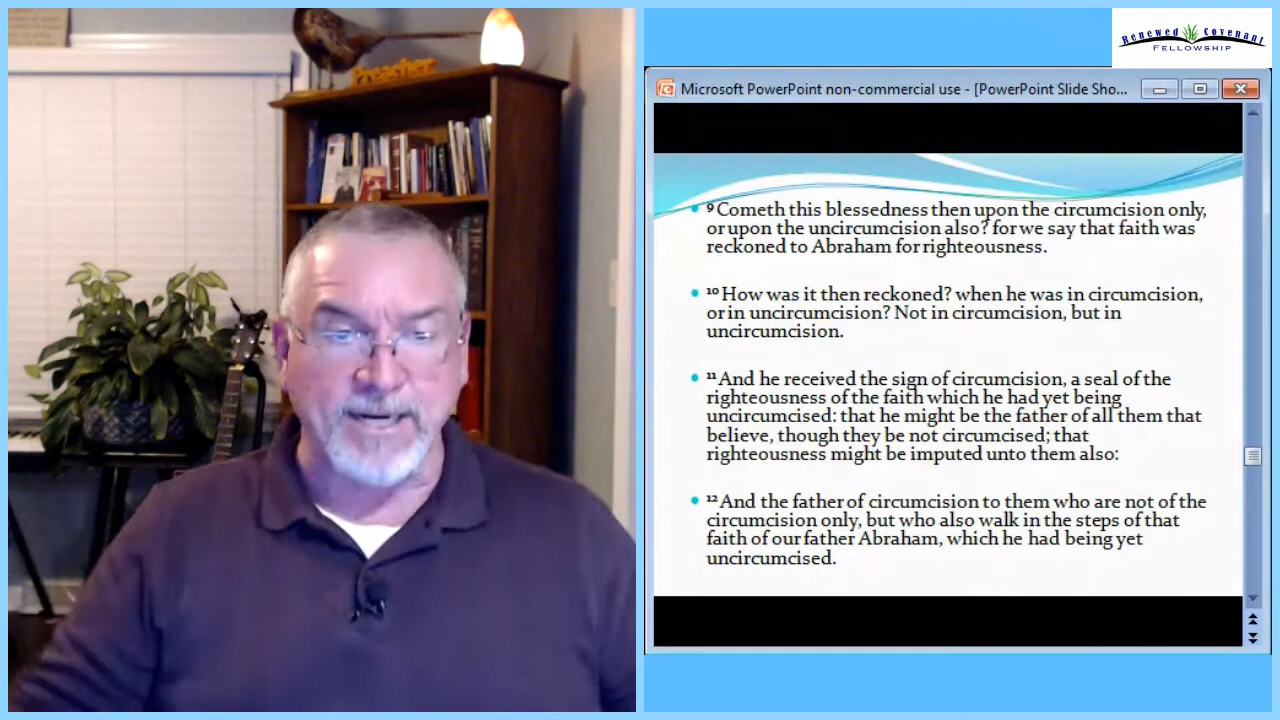 Preacher
Renewed Covenant
FELLOWSHIP
Microsoft PowerPoint non-commercial use - [PowerPoint Slide Sho...
• ⁹ Cometh this blessedness then upon the circumcision only,
or upon the uncircumcision also? for we say that faith was
reckoned to Abraham for righteousness.
• ¹⁰ How was it then reckoned? when he was in circumcision,
or in uncircumcision? Not in circumcision, but in
uncircumcision.
• ¹¹ And he received the sign of circumcision, a seal of the
righteousness of the faith which he had yet being
uncircumcised: that he might be the father of all them that
believe, though they be not circumcised; that
righteousness might be imputed unto them also:
• ¹² And the father of circumcision to them who are not of the
circumcision only, but who also walk in the steps of that
faith of our father Abraham, which he had being yet
uncircumcised.